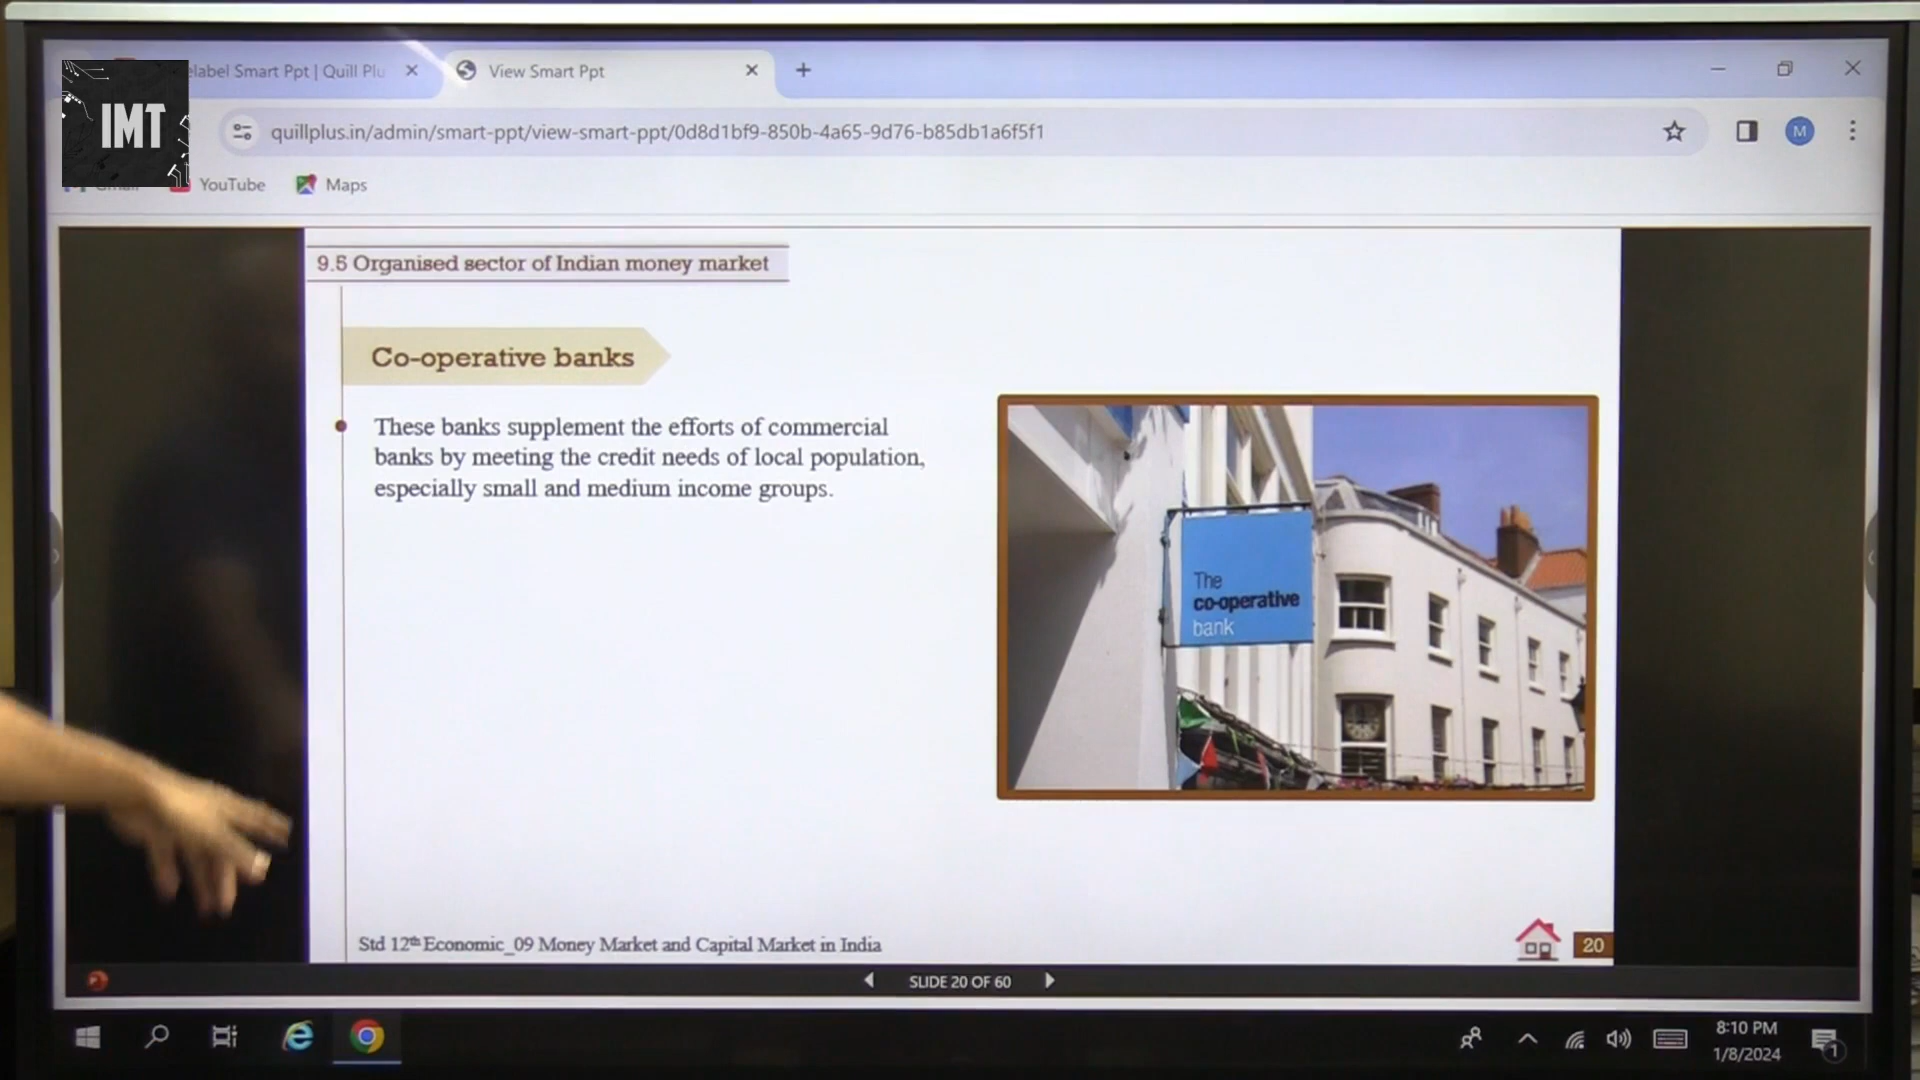 elabel Smart Ppt | Quill Plu
View Smart Ppt
IMT
quillplus.in/admin/smart-ppt/view-smart-ppt/0d8d1bf9-850b-4a65-9d76-b85db1a6f5f1
M
Gmail
YouTube
Maps
9.5 Organised sector of Indian money market
Co-operative banks
These banks supplement the efforts of commercial
banks by meeting the credit needs of local population,
especially small and medium income groups.
The
co-operative
bank
Std 12th Economic_09 Money Market and Capital Market in India
20
SLIDE 20 OF 60
8:10 PM
1/8/2024
1